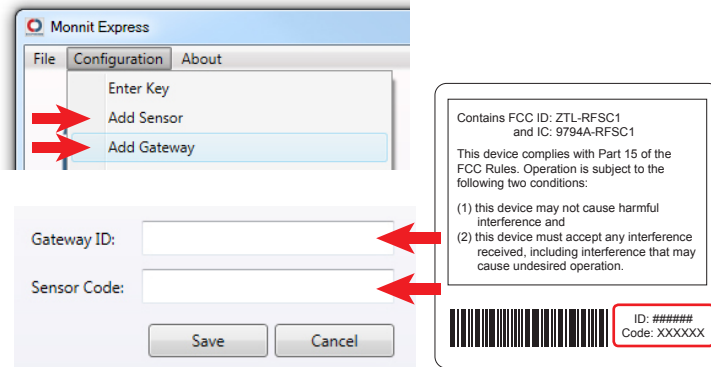 Monnit Express
File Configuration About
Enter Key
Add Sensor
Add Gateway
Gateway ID:
Sensor Code:
Save Cancel
Contains FCC ID: ZTL-RFSC1
and IC: 9794A-RFSC1
This device complies with Part 15 of the
FCC Rules. Operation is subject to the
following two conditions:
(1) this device may not cause harmful
interference and
(2) this device must accept any interference
received, including interference that may
cause undesired operation.
ID: ######
Code: XXXXXX